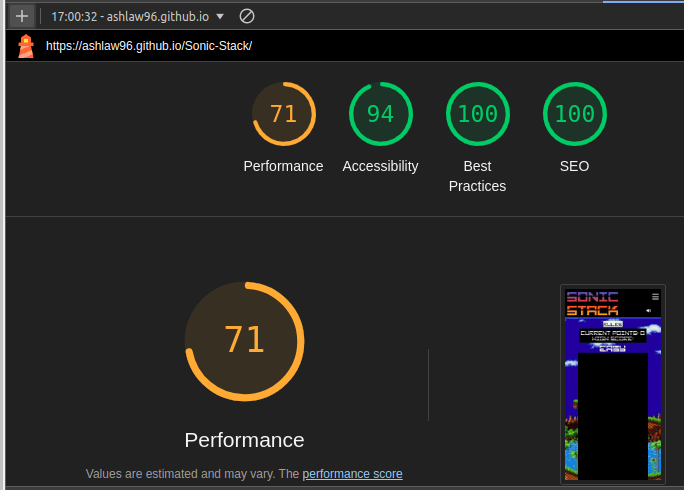 17:00:32 - ashlaw96.github.io
https://ashlaw96.github.io/Sonic-Stack/
71
94
100
100
Performance
Accessibility
Best
Practices
SEO
71
SONIC
STACK
RULES
CURRENT POINTS: 0
HIGH SCORE:
EASY
Performance
Values are estimated and may vary. The performance score